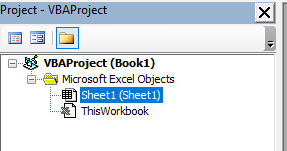 Project - VBAProject
VBAProject (Book1)
Microsoft Excel Objects
Sheet1 (Sheet1)
ThisWorkbook